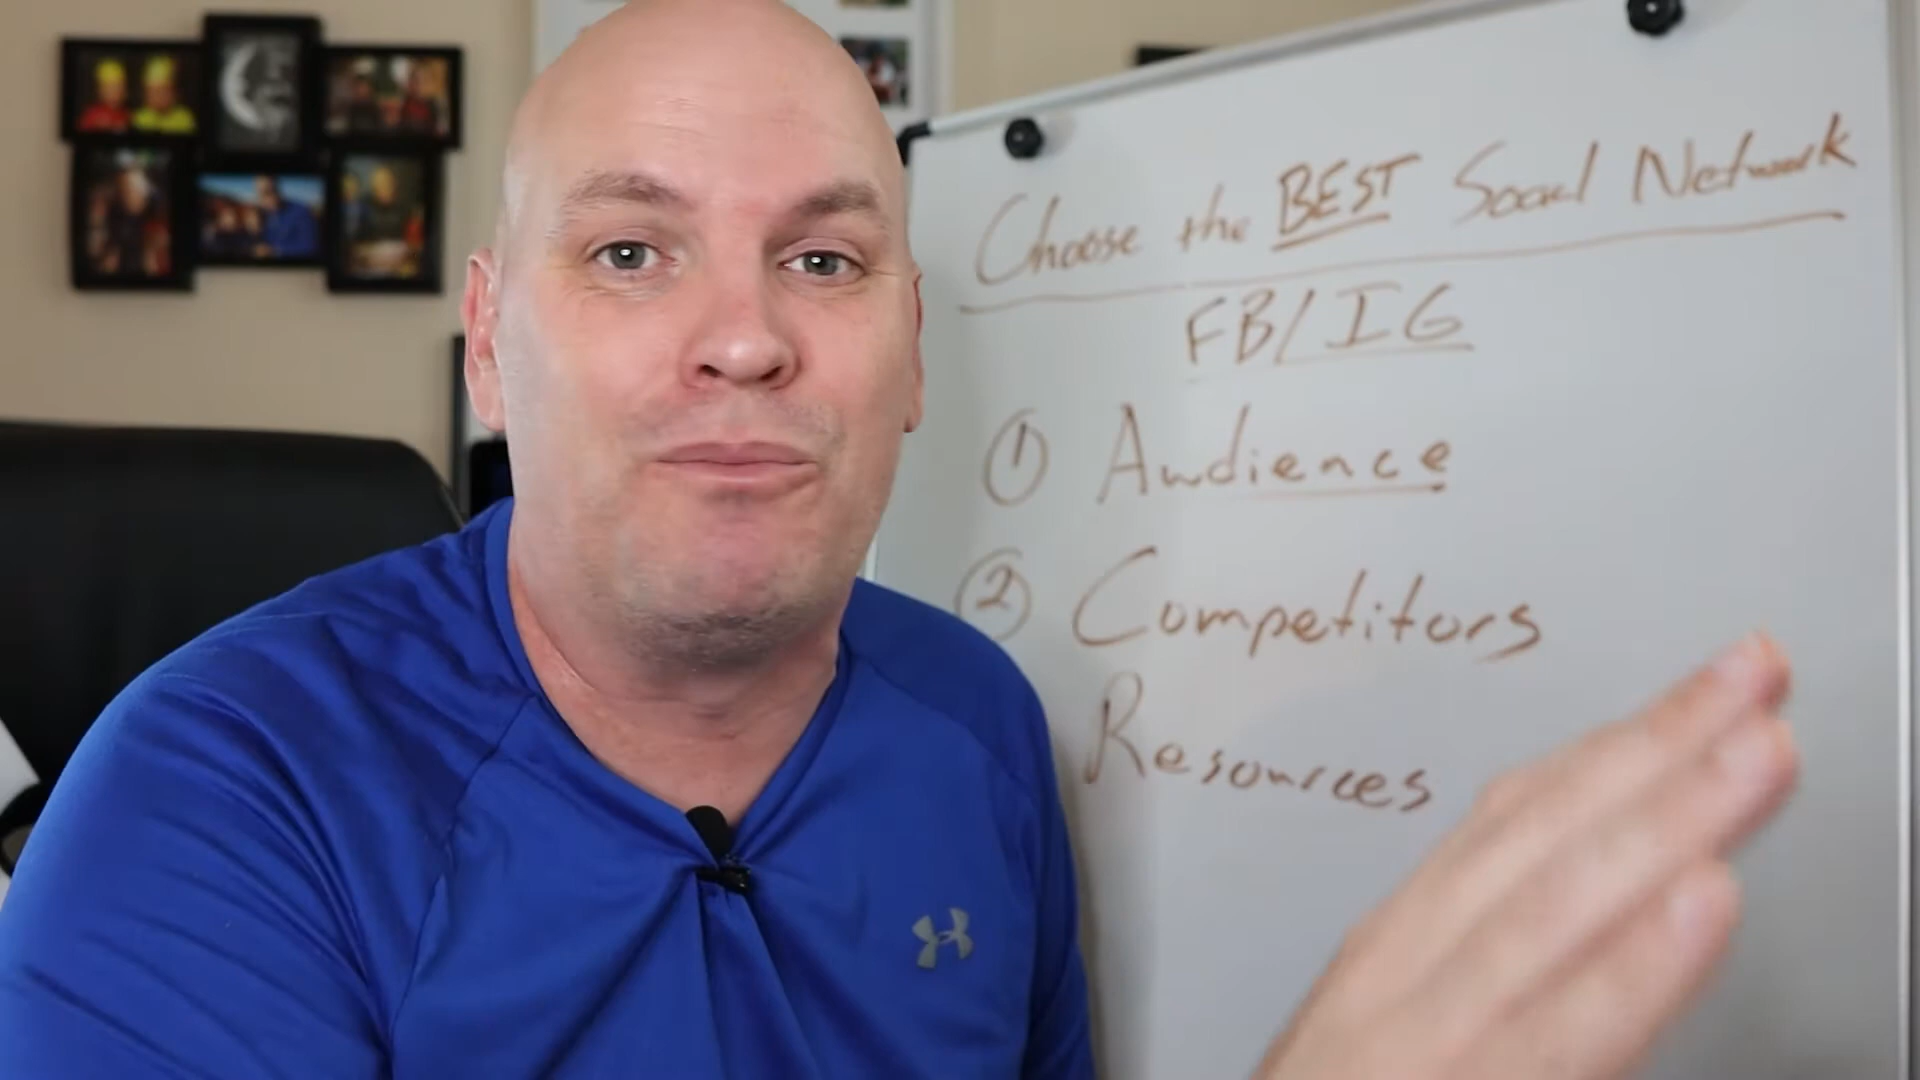 Choose the BEST Social Network
FB/IG
① Audience
② Competitors
Resources